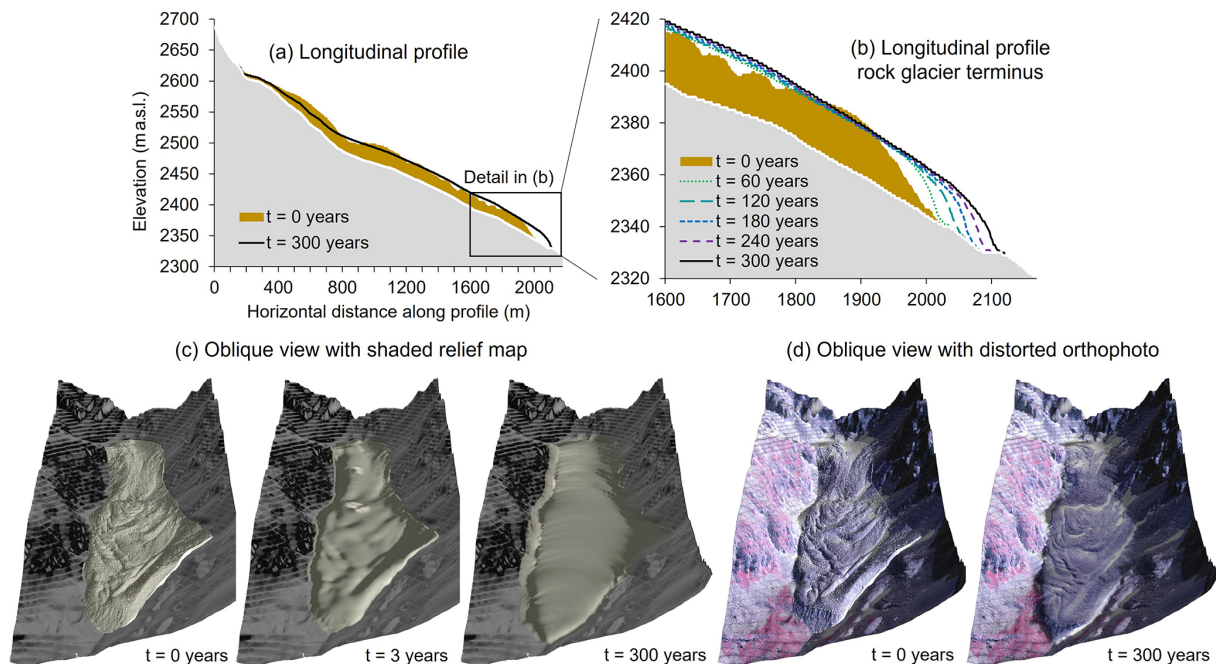 (a) Longitudinal profile
Elevation (m a.s.l.)
2700
2650
2600
2550
2500
2450
2400
2350
2300
Detail in (b)
t = 0 years
t = 300 years
0
400
800
1200
1600
2000
Horizontal distance along profile (m)
(b) Longitudinal profile
rock glacier terminus
2420
2400
2380
2360
2340
2320
t = 0 years
t = 60 years
t = 120 years
t = 180 years
t = 240 years
t = 300 years
1600
1700
1800
1900
2000
2100
(c) Oblique view with shaded relief map
t = 0 years
t = 3 years
t = 300 years
(d) Oblique view with distorted orthophoto
t = 0 years
t = 300 years